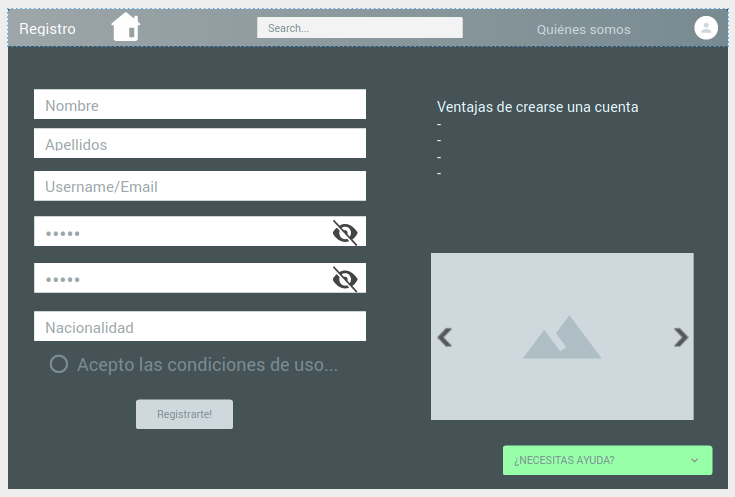 Registro
Search...
Quiénes somos
Nombre
Apellidos
Username/Email
•••••
•••••
Nacionalidad
Acepto las condiciones de uso...
Registrarte!
Ventajas de crearse una cuenta
-
-
-
-
¿NECESITAS AYUDA?